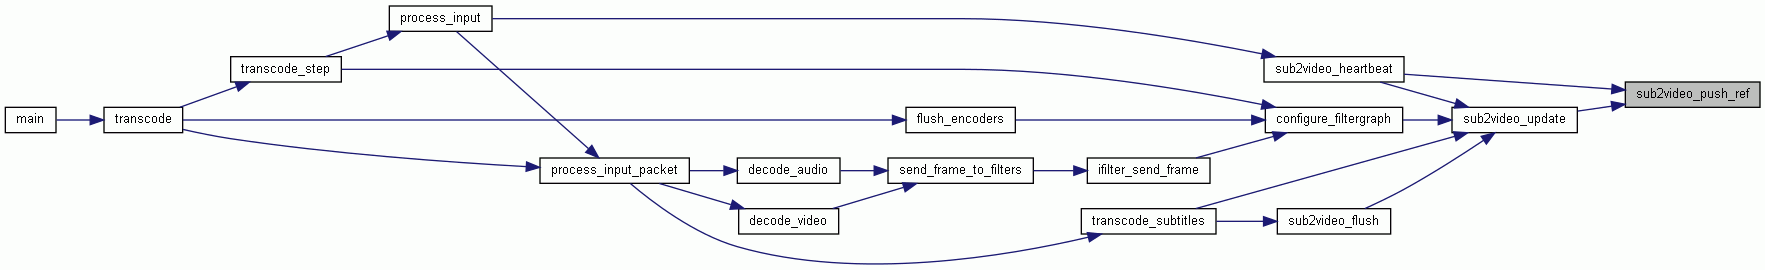 process_input
transcode_step
sub2video_heartbeat
sub2video_push_ref
main
transcode
flush_encoders
configure_filtergraph
sub2video_update
process_input_packet
decode_audio
send_frame_to_filters
ifilter_send_frame
decode_video
transcode_subtitles
sub2video_flush